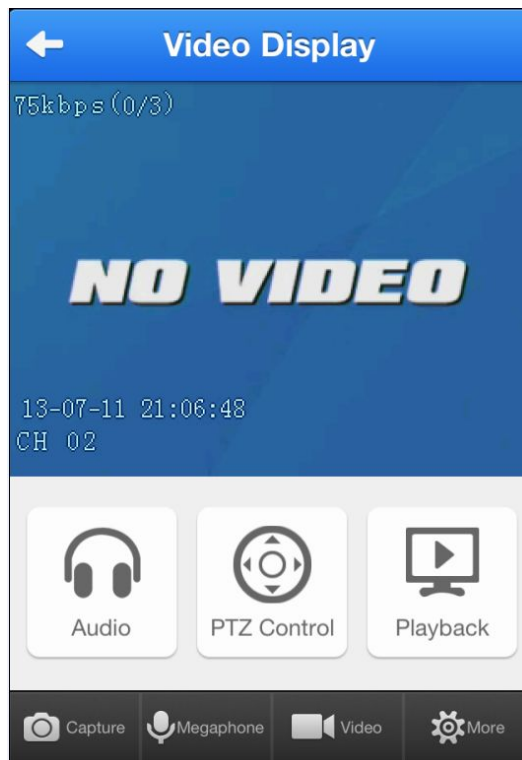 Video Display
75kbps(0/3)
NO VIDEO
13-07-11 21:06:48
CH 02
Audio PTZ Control Playback
Capture Megaphone Video More